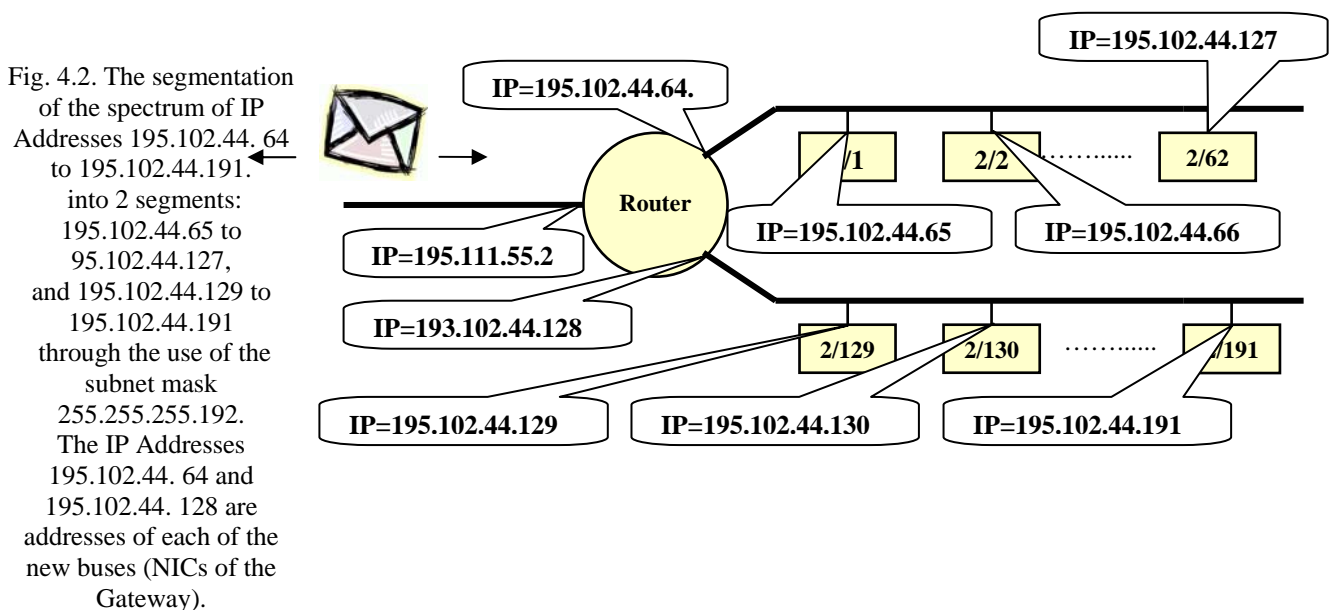 Fig. 4.2. The segmentation
of the spectrum of IP
Addresses 195.102.44. 64
to 195.102.44.191.
into 2 segments:
195.102.44.65 to
95.102.44.127,
and 195.102.44.129 to
195.102.44.191
through the use of the
subnet mask
255.255.255.192.
The IP Addresses
195.102.44. 64 and
195.102.44. 128 are
addresses of each of the
new buses (NICs of the
Gateway).
IP=195.102.44.127
IP=195.102.44.64.
/1
2/2
…….....
2/62
Router
IP=195.102.44.65
IP=195.102.44.66
IP=195.111.55.2
IP=193.102.44.128
2/129
2/130
…….....
/191
IP=195.102.44.129
IP=195.102.44.130
IP=195.102.44.191